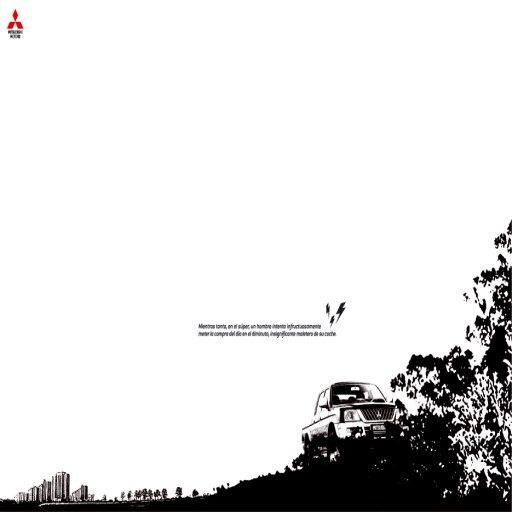 MITSUBISHI
MOTORS
Mientras tanto, en el súper, un hombre intenta infructuosamente
meter la compra del día en el diminuto, insignificante maletero de su coche.